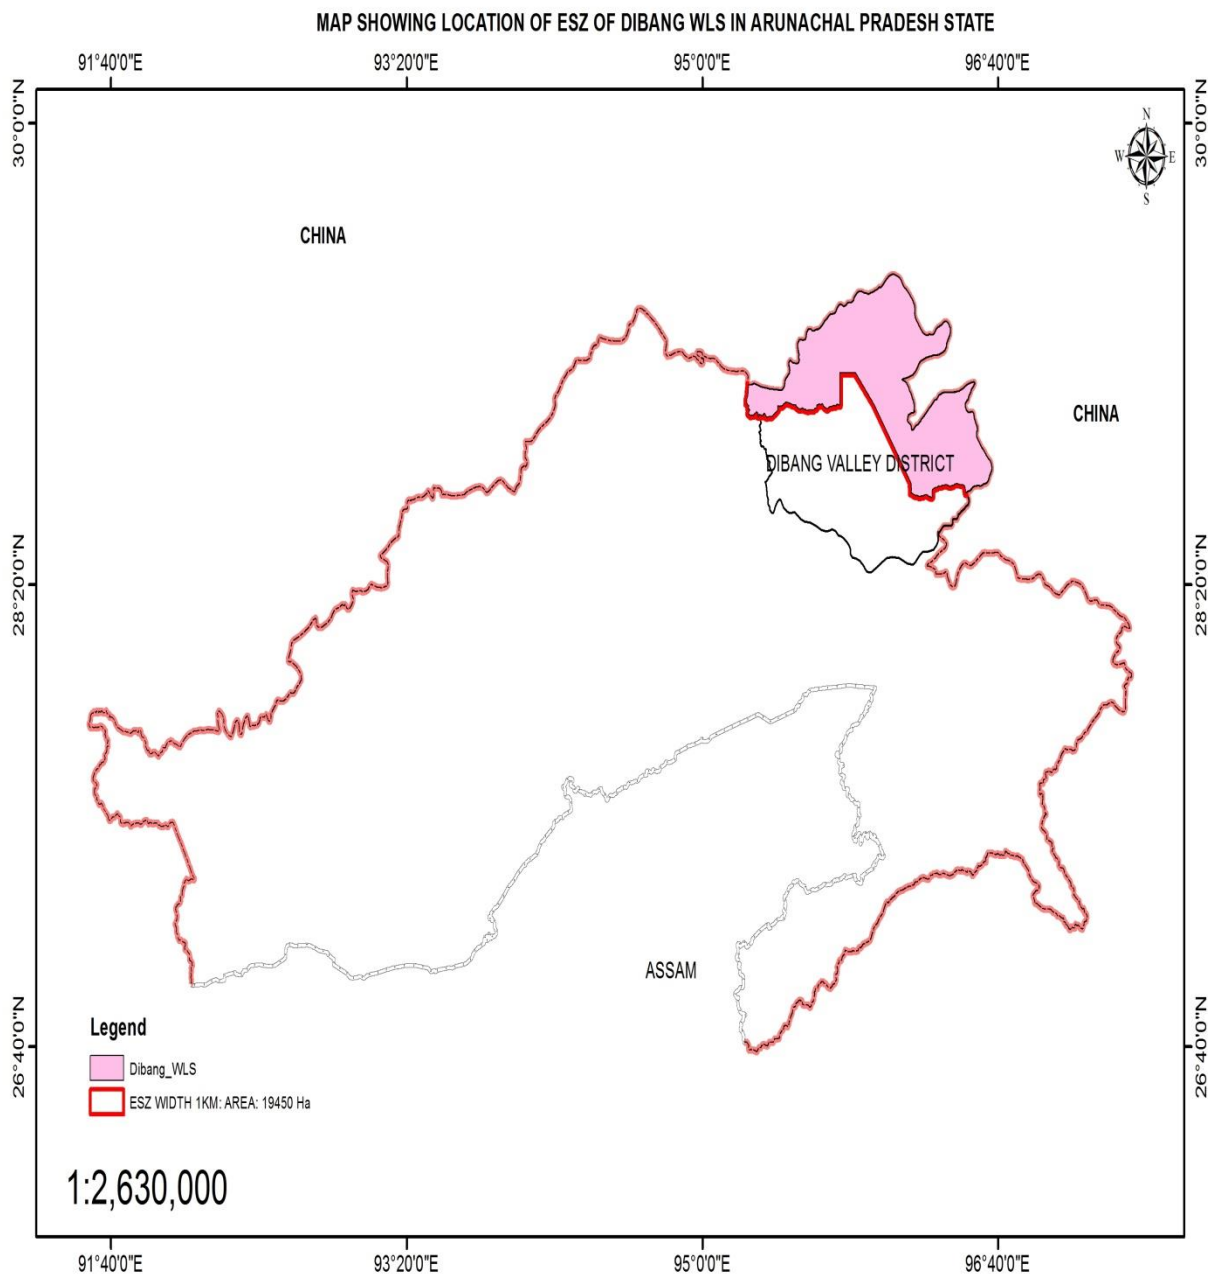 MAP SHOWING LOCATION OF ESZ OF DIBANG WLS IN ARUNACHAL PRADESH STATE
91°40'0"E 93°20'0"E 95°0'0"E 96°40'0"E
30°0'0"N 30°0'0"N
N
W E
S
CHINA
CHINA
DIBANG VALLEY DISTRICT
28°20'0"N 28°20'0"N
ASSAM
26°40'0"N 26°40'0"N
Legend
Dibang_WLS
ESZ WIDTH 1KM: AREA: 19450 Ha
1:2,630,000
91°40'0"E 93°20'0"E 95°0'0"E 96°40'0"E